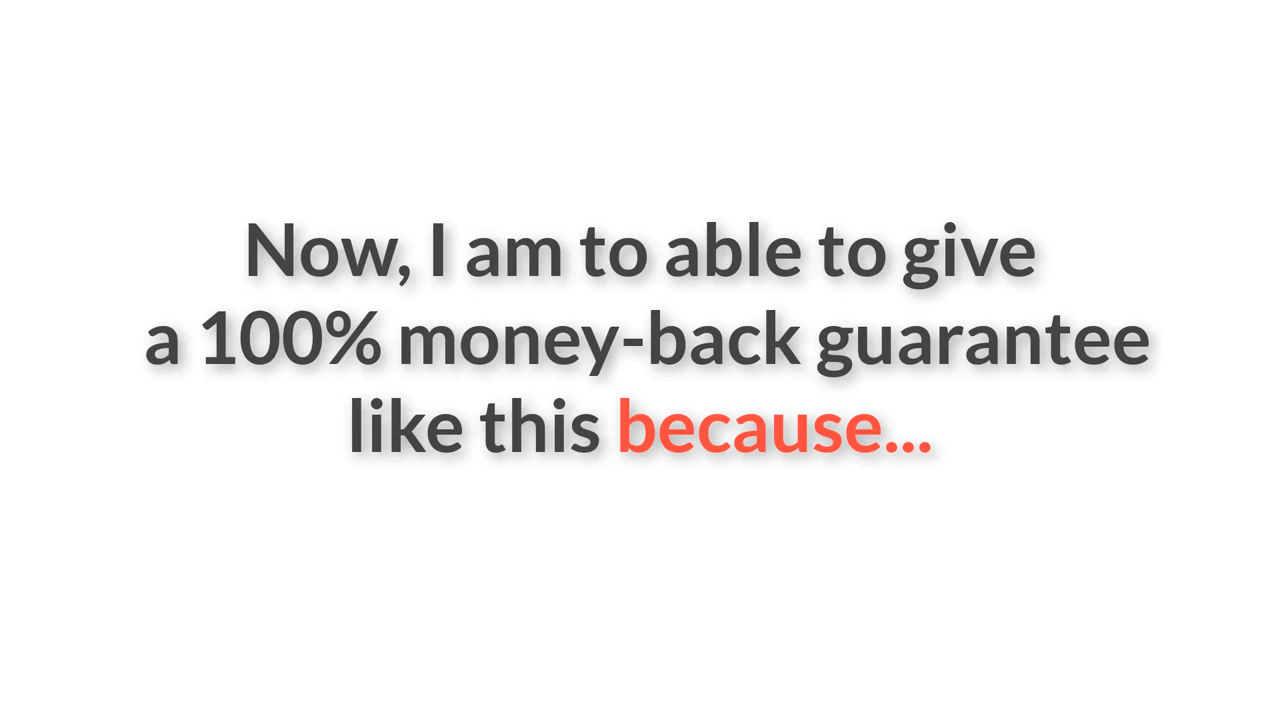 Now, I am to able to give
a 100% money-back guarantee
like this because...